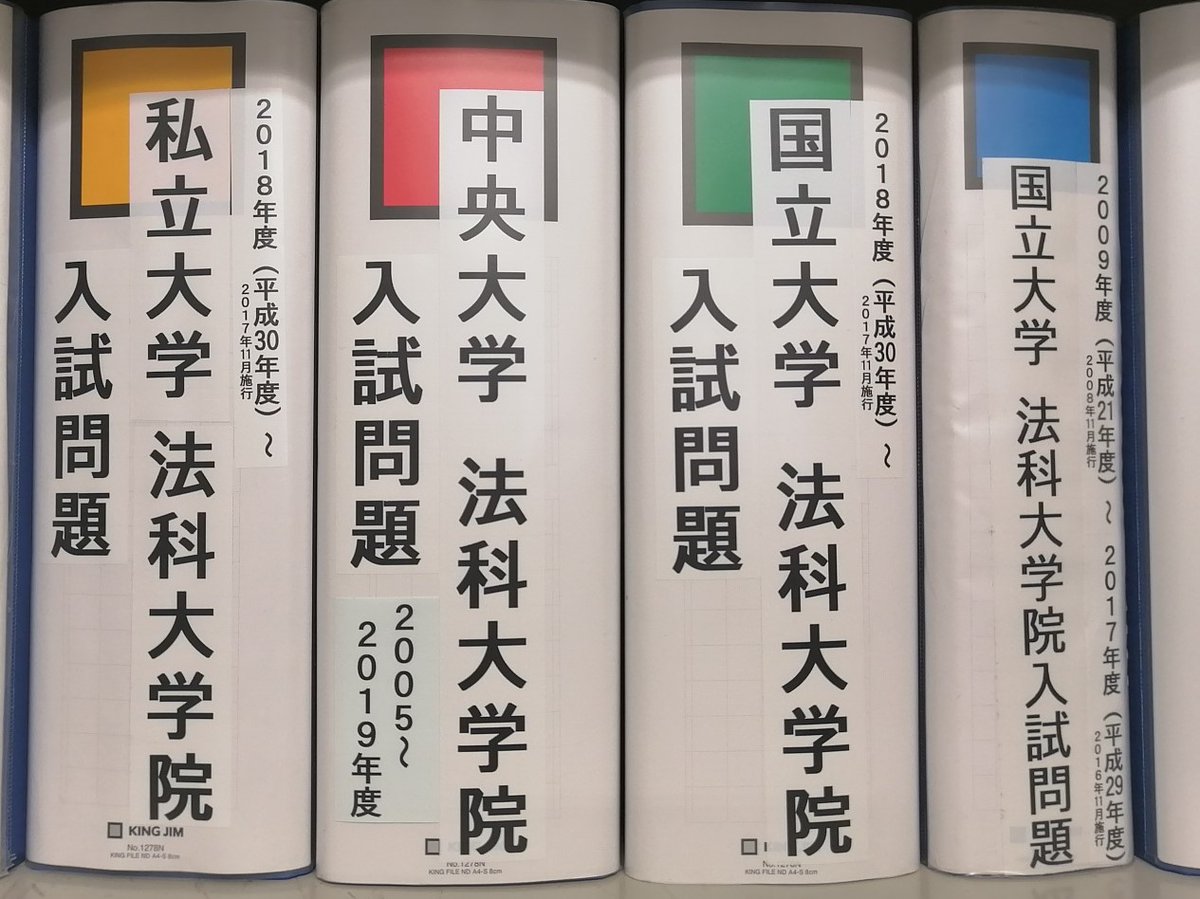 2018年度（平成30年度）～
2017年11月施行
私立大学 法科大学院
入試問題
KING JIM
No.1278N
KING FILE ND A4-S 8cm
中央大学 法科大学院
入試問題
2005～
2019年度
No.1278N
KING FILE ND A4-S 8cm
2018年度（平成30年度）～
2017年11月施行
国立大学 法科大学院
入試問題
KING FILE ND A4-S 8cm
2009年度（平成21年度）～ 2017年度（平成29年度）
2008年11月施行
2016年11月施行
国立大学 法科大学院入試問題